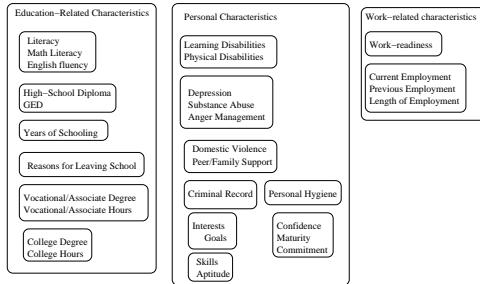 Education−Related Characteristics
Literacy
Math Literacy
English fluency
High−School Diploma
GED
Years of Schooling
Reasons for Leaving School
Vocational/Associate Degree
Vocational/Associate Hours
College Degree
College Hours
Personal Characteristics
Learning Disabilities
Physical Disabilities
Depression
Substance Abuse
Anger Management
Domestic Violence
Peer/Family Support
Criminal Record
Personal Hygiene
Interests
Goals
Confidence
Maturity
Commitment
Skills
Aptitude
Work−related characteristics
Work−readiness
Current Employment
Previous Employment
Length of Employment